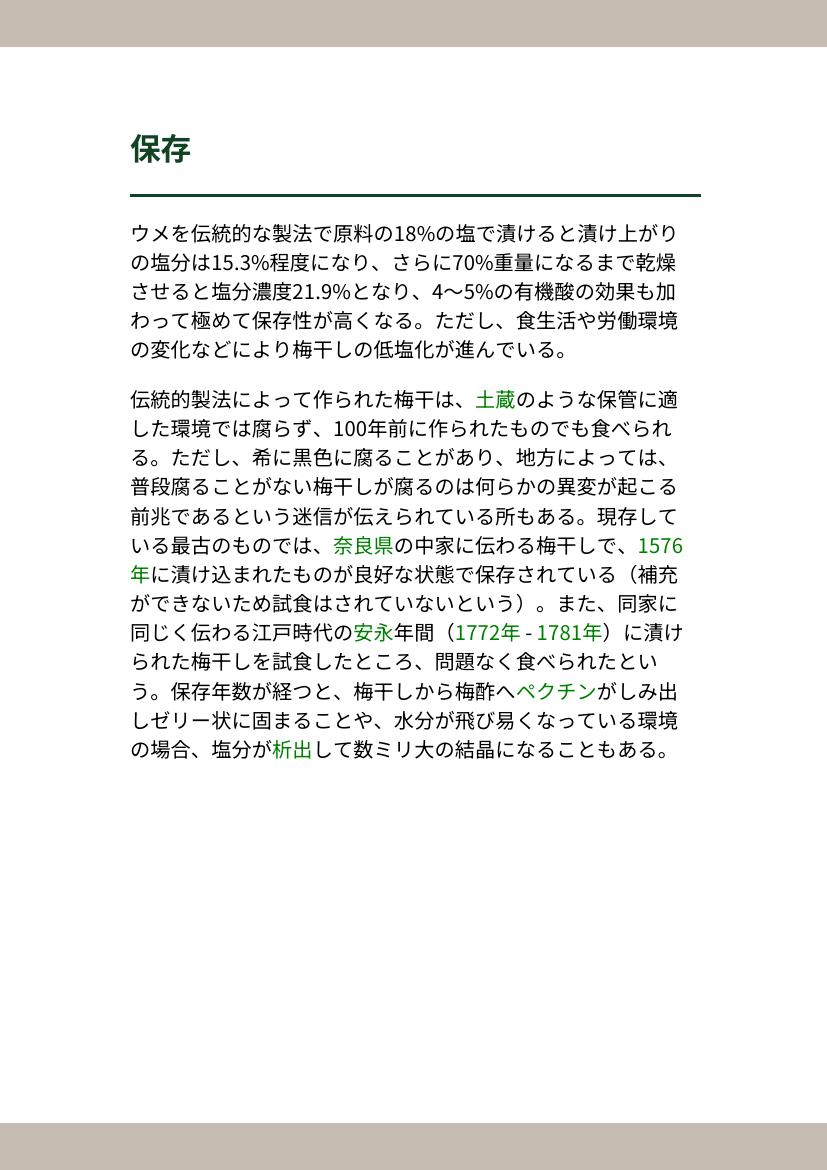 保存
ウメを伝統的な製法で原料の18%の塩で漬けると漬け上がり
の塩分は15.3%程度になり、さらに70%重量になるまで乾燥
させると塩分濃度21.9%となり、4〜5%の有機酸の効果も加
わって極めて保存性が高くなる。ただし、食生活や労働環境
の変化などにより梅干しの低塩化が進んでいる。
伝統的製法によって作られた梅干は、土蔵のような保管に適
した環境では腐らず、100年前に作られたものでも食べられ
る。ただし、希に黒色に腐ることがあり、地方によっては、
普段腐ることがない梅干しが腐るのは何らかの異変が起こる
前兆であるという迷信が伝えられている所もある。現存して
いる最古のものでは、奈良県の中家に伝わる梅干しで、1576
年に漬け込まれたものが良好な状態で保存されている（補充
ができないため試食はされていないという）。また、同家に
同じく伝わる江戸時代の安永年間（1772年 - 1781年）に漬け
られた梅干しを試食したところ、問題なく食べられたとい
う。保存年数が経つと、梅干しから梅酢へペクチンがしみ出
しゼリー状に固まることや、水分が飛び易くなっている環境
の場合、塩分が析出して数ミリ大の結晶になることもある。